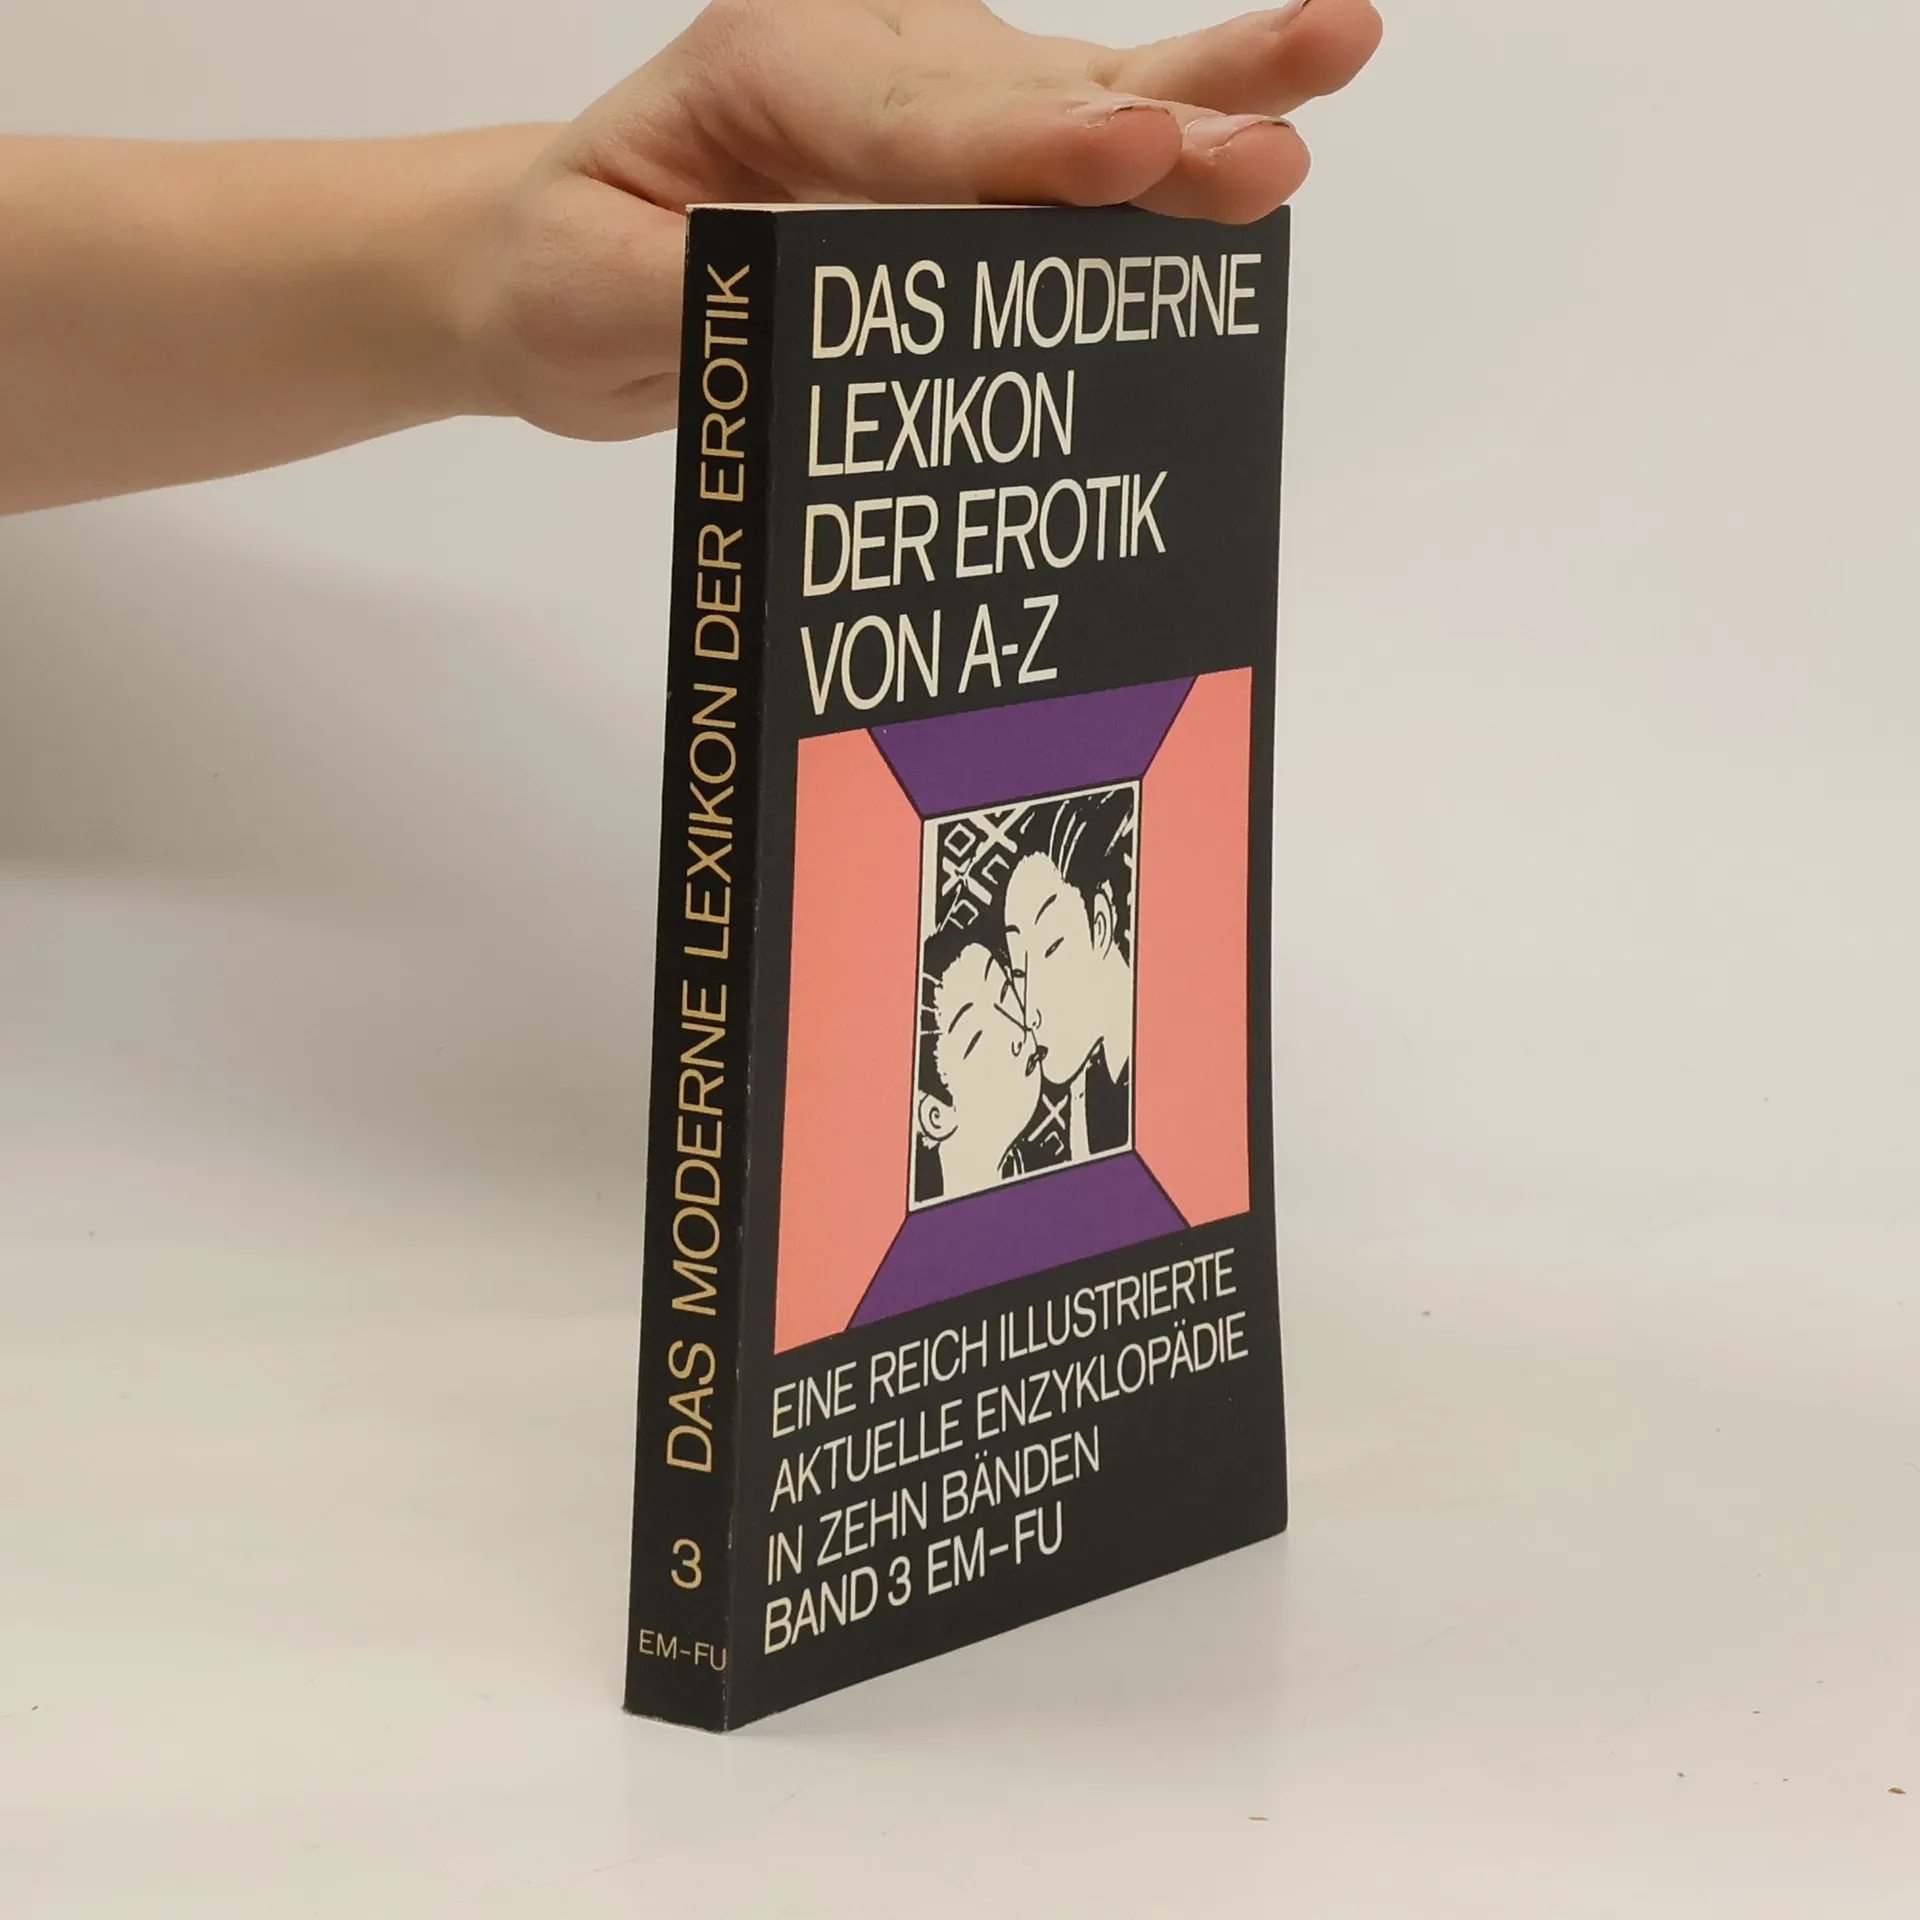 DAS MODERNE LEXIKON DER EROTIK
3
EM-FU
DAS MODERNE
LEXIKON
DER EROTIK
VON A-Z
EINE REICH ILLUSTRIERTE
AKTUELLE ENZYKLOPÄDIE
IN ZEHN BÄNDEN
BAND 3 EM-FU